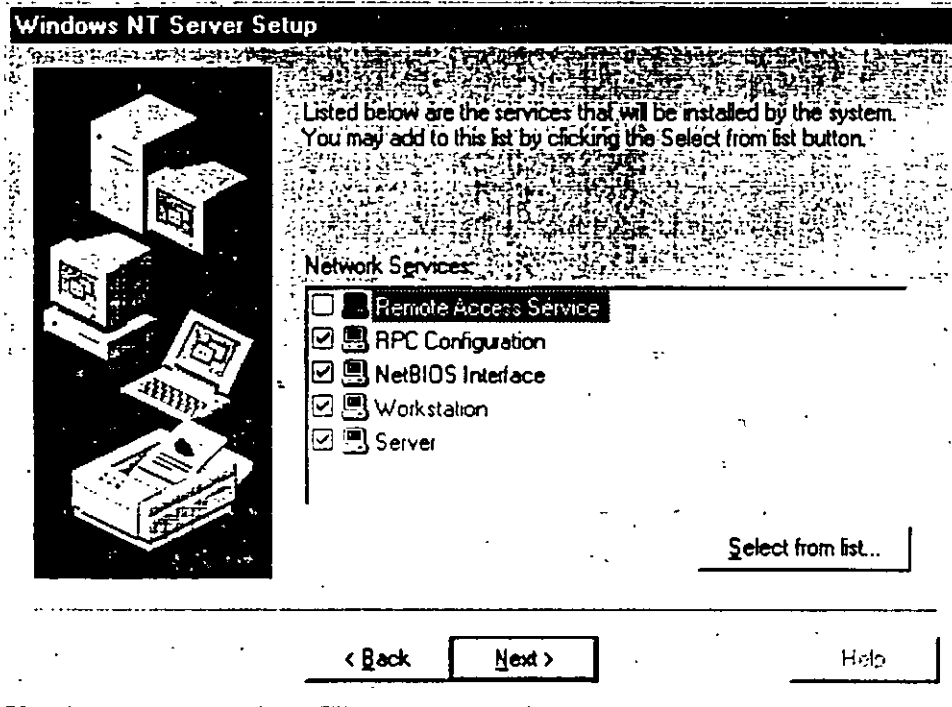 Windows NT Server Setup
Listed below are the services that will be installed by the system.
You may add to this list by clicking the Select from list button.
Network Services:
Remote Access Service
RPC Configuration
NetBIOS Interface
Workstation
Server
Select from list...
< Back
Next >
Help